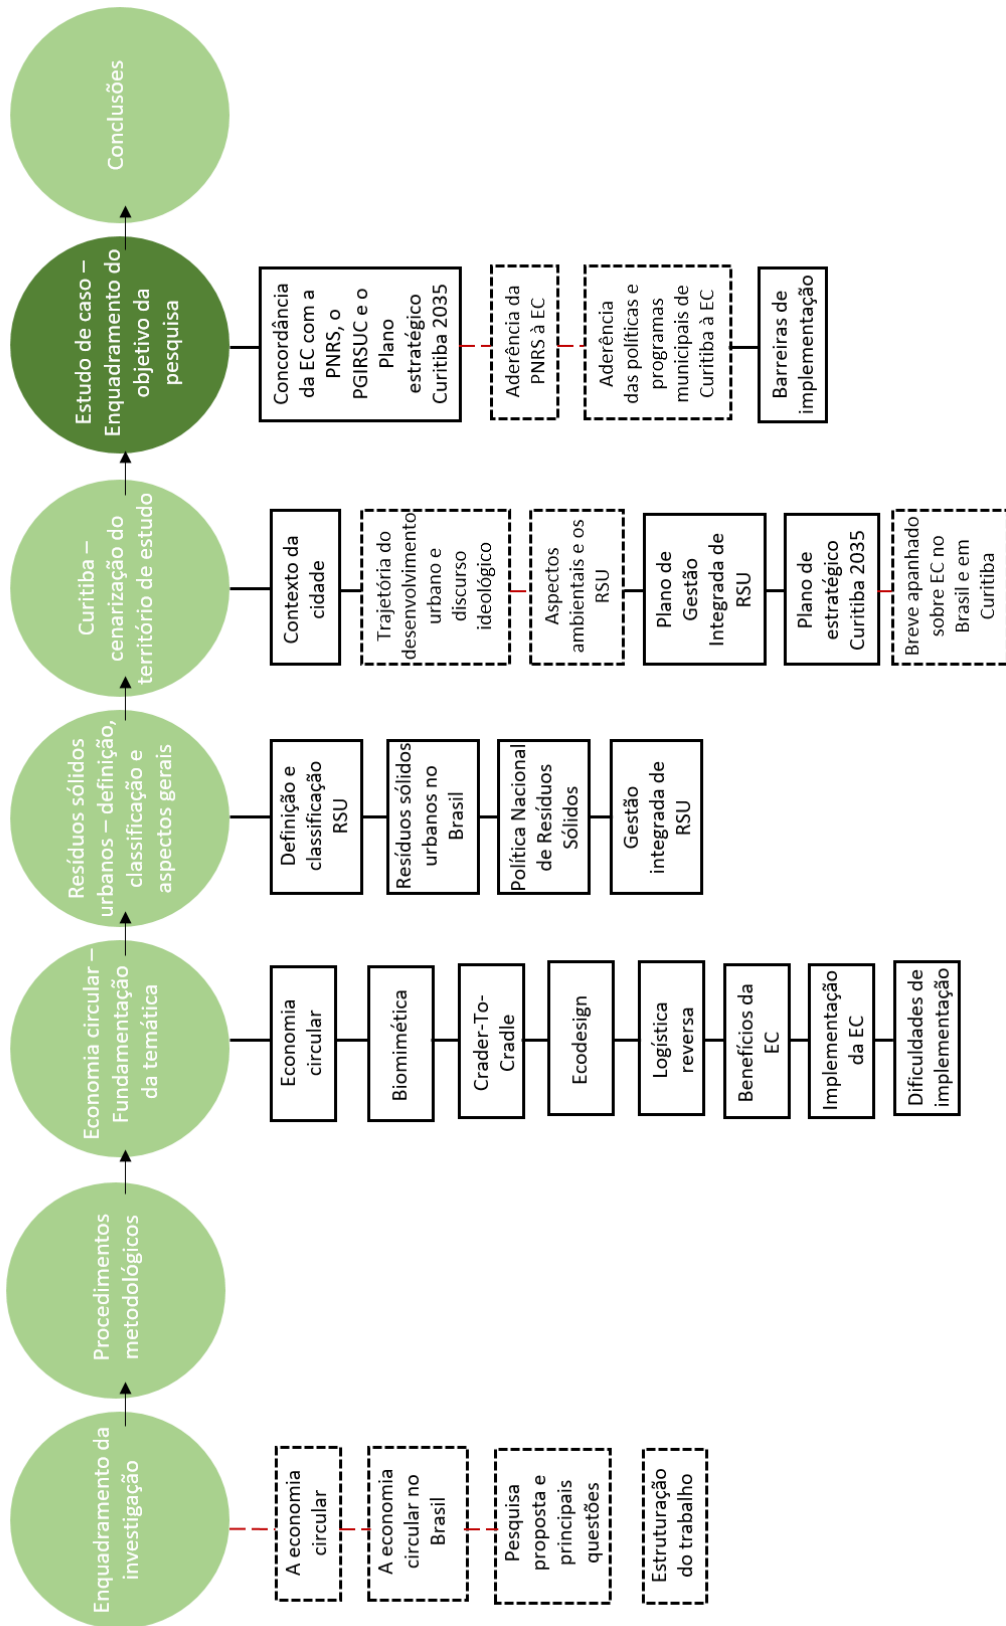 Enquadramento da
investigação
A economia
circular
A economia
circular no
Brasil
Pesquisa
proposta e
principais
questões
Estruturação
do trabalho
Procedimentos
metodológicos
Economia circular –
Fundamentação
da temática
Economia
circular
Biomimética
Crader-To-
Cradle
Ecodesign
Logística
reversa
Benefícios da
EC
Implementação
da EC
Dificuldades de
implementação
Resíduos sólidos
urbanos – definição,
classificação e
aspectos gerais
Definição e
classificação
RSU
Resíduos sólidos
urbanos no
Brasil
Política Nacional
de Resíduos
Sólidos
Gestão
integrada de
RSU
Curitiba –
cenarização do
território de estudo
Contexto da
cidade
Trajetória do
desenvolvimento
urbano e
discurso
ideológico
Aspectos
ambientais e os
RSU
Plano de
Gestão
Integrada de
RSU
Plano de
estratégico
Curitiba 2035
Breve apanhado
sobre EC no
Brasil e em
Curitiba
Estudo de caso –
Enquadramento do
objetivo da
pesquisa
Concordância
da EC com a
PNRS, o
PGIRSUC e o
Plano
estratégico
Curitiba 2035
Aderência da
PNRS à EC
Aderência
das políticas e
programas
municipais de
Curitiba à EC
Barreiras de
implementação
Conclusões